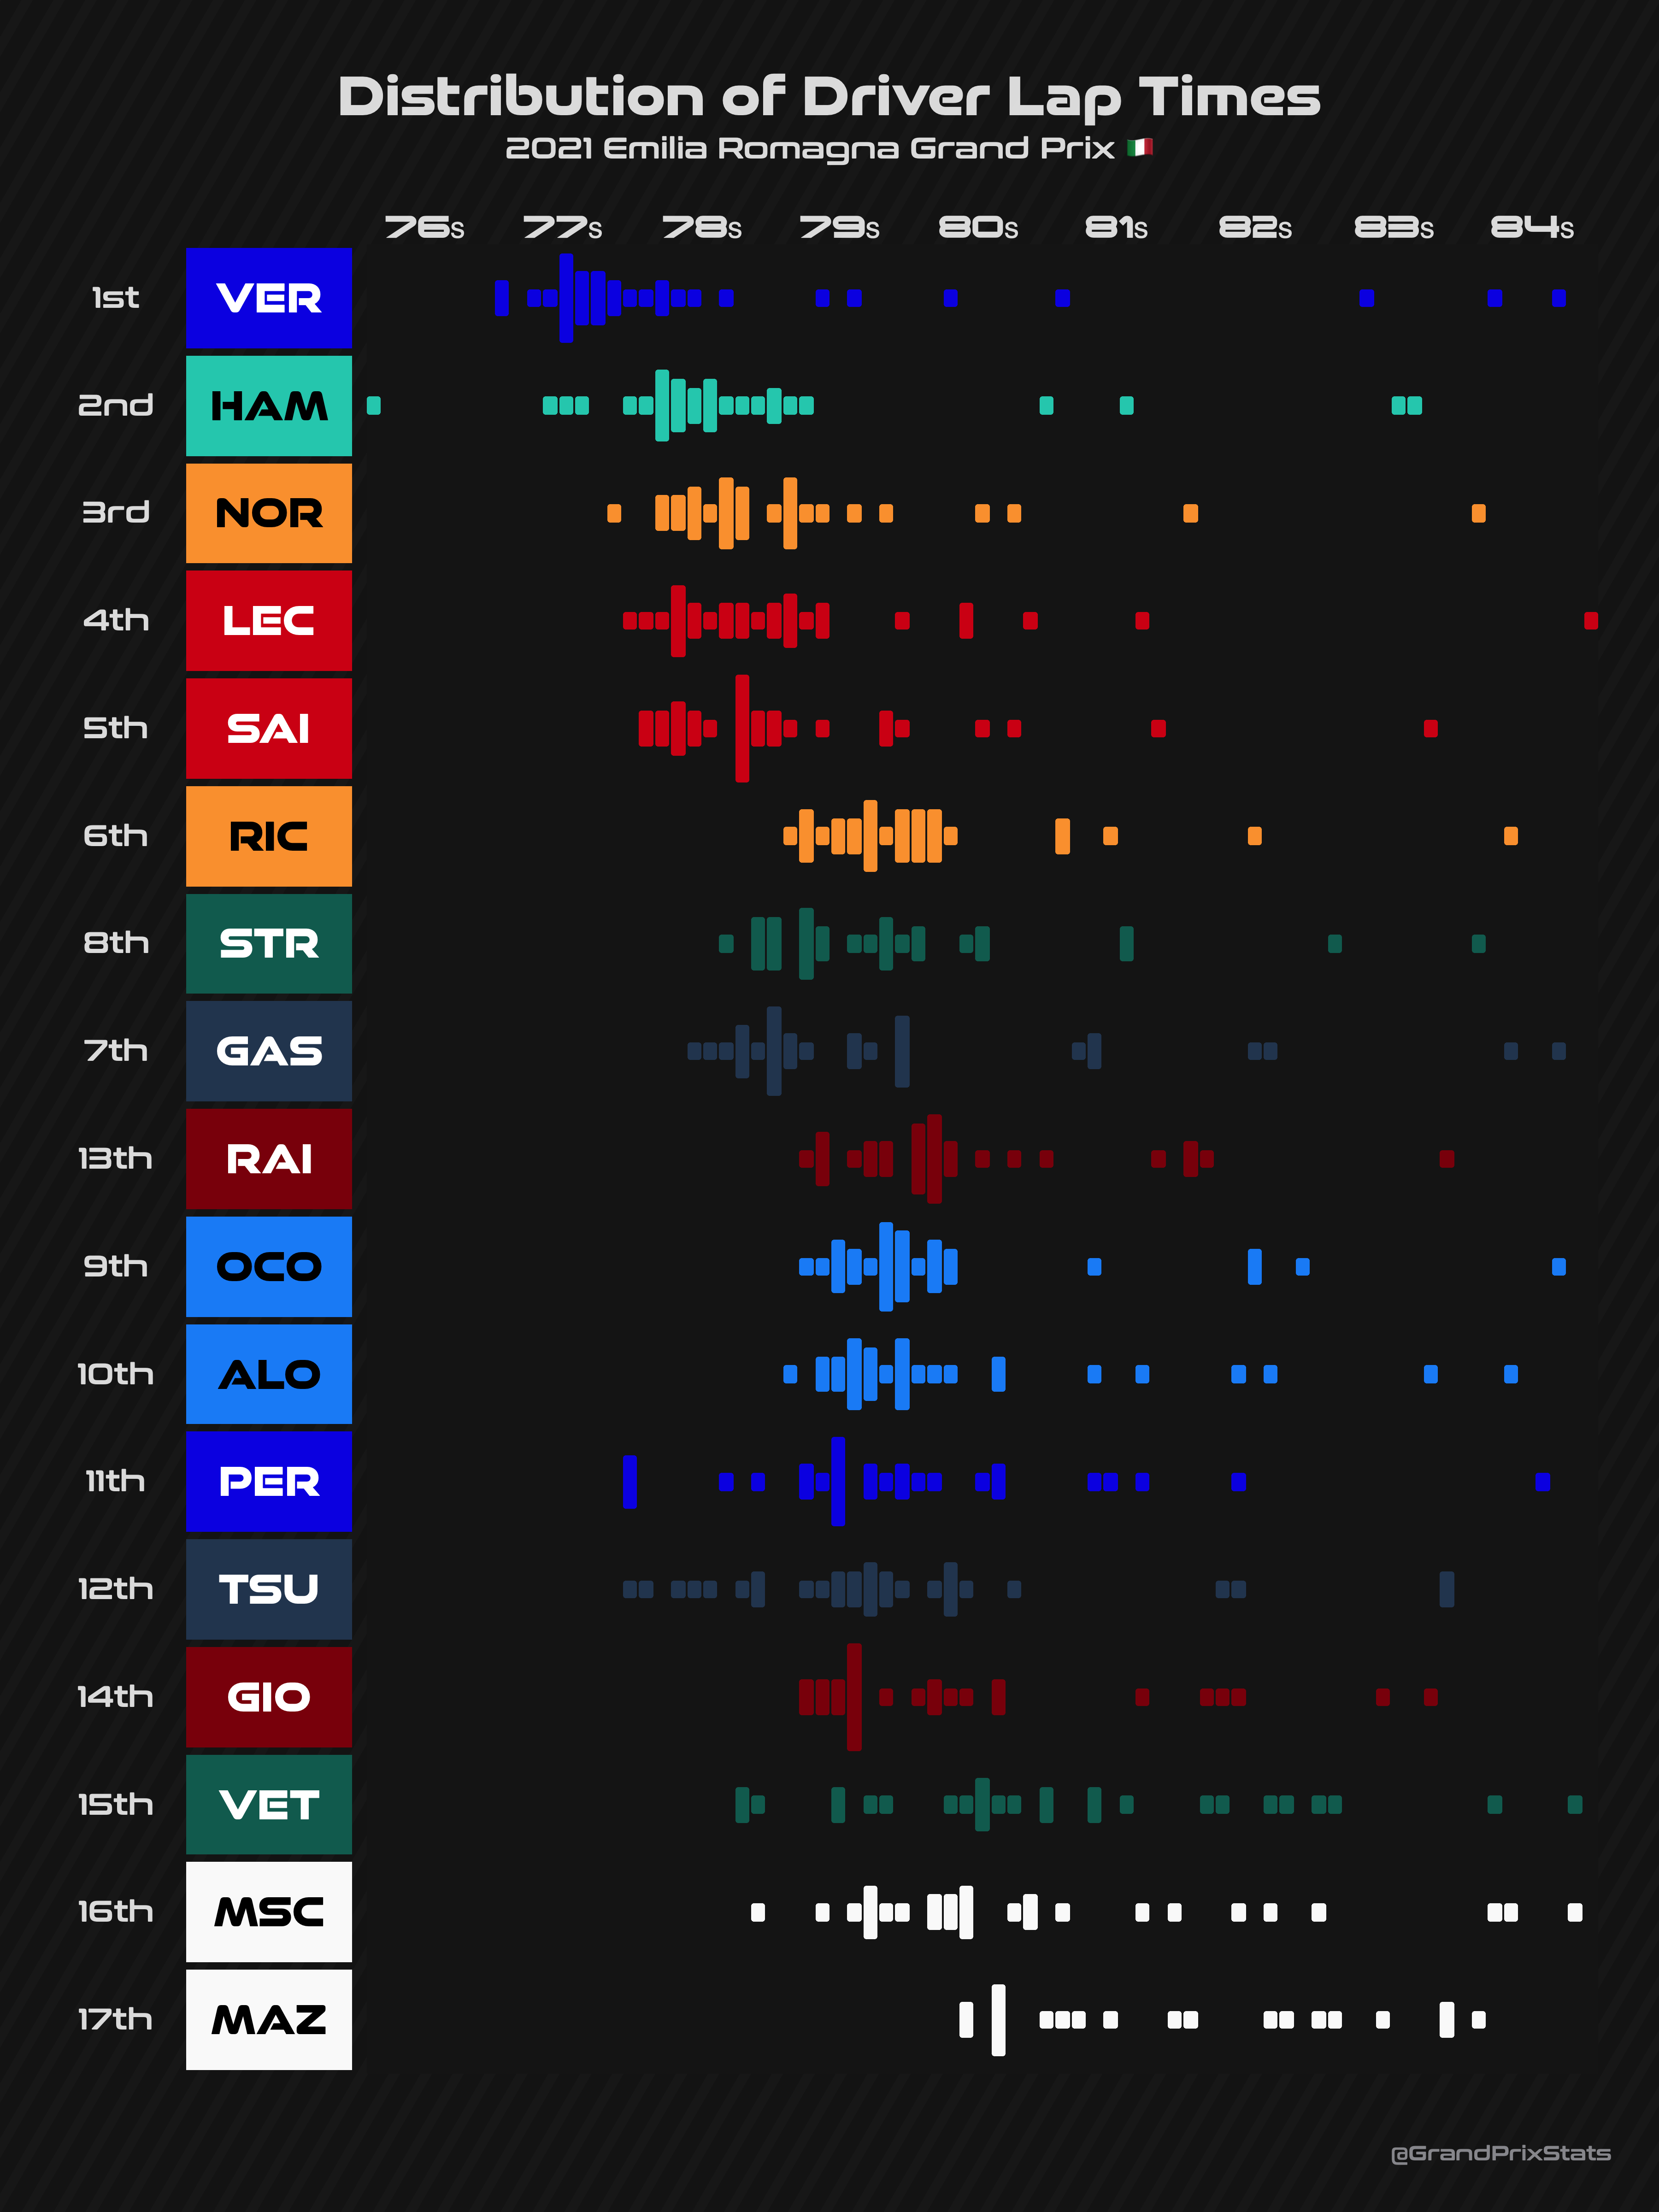 Distribution of Driver Lap Times
2021 Emilia Romagna Grand Prix 🇮🇹
76s 77s 78s 79s 80s 81s 82s 83s 84s
1st VER
2nd HAM
3rd NOR
4th LEC
5th SAI
6th RIC
8th STR
7th GAS
13th RAI
9th OCO
10th ALO
11th PER
12th TSU
14th GIO
15th VET
16th MSC
17th MAZ
@GrandPrixStats